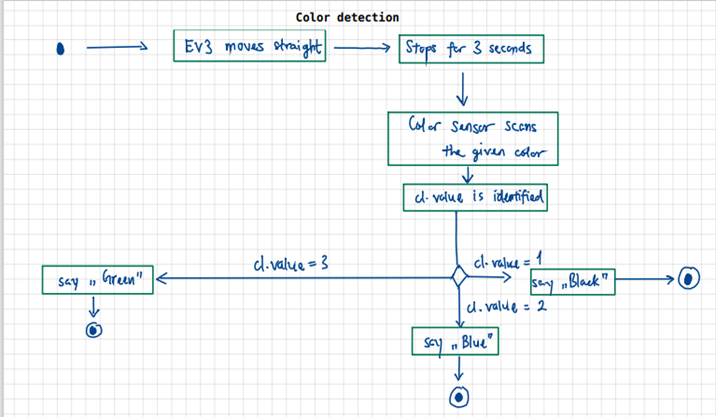 Color detection
EV3 moves straight
Stops for 3 seconds
Color sensor scans
the given color
cl.value is identified
cl.value = 3
cl.value = 1
say „Green"
say „Black"
cl.value = 2
say „Blue"